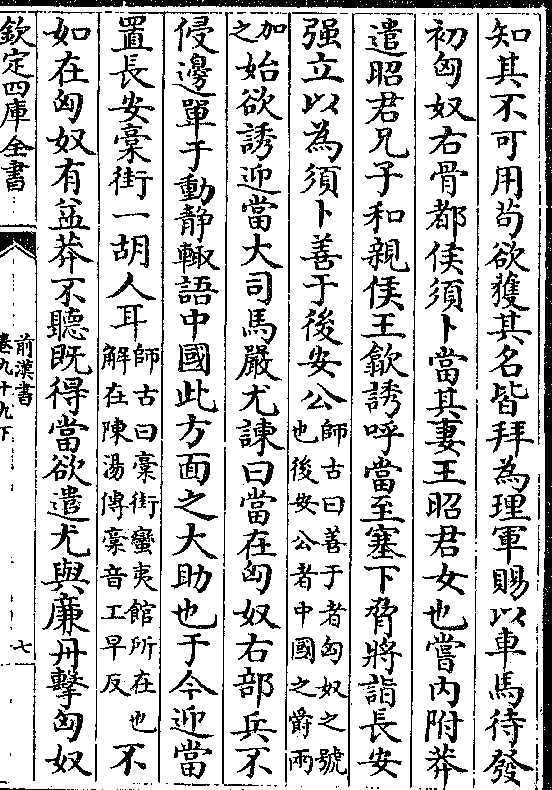 知其不可用苟欲獲其名皆拜為理軍賜以車馬待發
初匈奴右骨都侯須卜當其妻王昭君女也嘗內附莽
遣昭君兄子和親侯王歙誘呼當至塞下脅將詣長安
强立以為須卜善于後安公師古曰善于者匈奴之號也後安公者中國之爵兩
加之始欲誘迎當大司馬嚴尤諫曰當在匈奴右部兵不
侵邊單于動靜輙語中國此方面之大助也于今迎當
置長安槀街一胡人耳師古曰槀街蠻夷館所在也解在陳湯傳槀音工早反不
如在匈奴有益莽不聽既得當欲遣尤與亷丹擊匈奴
欽定四庫全書
前漢書
卷九十九下
七